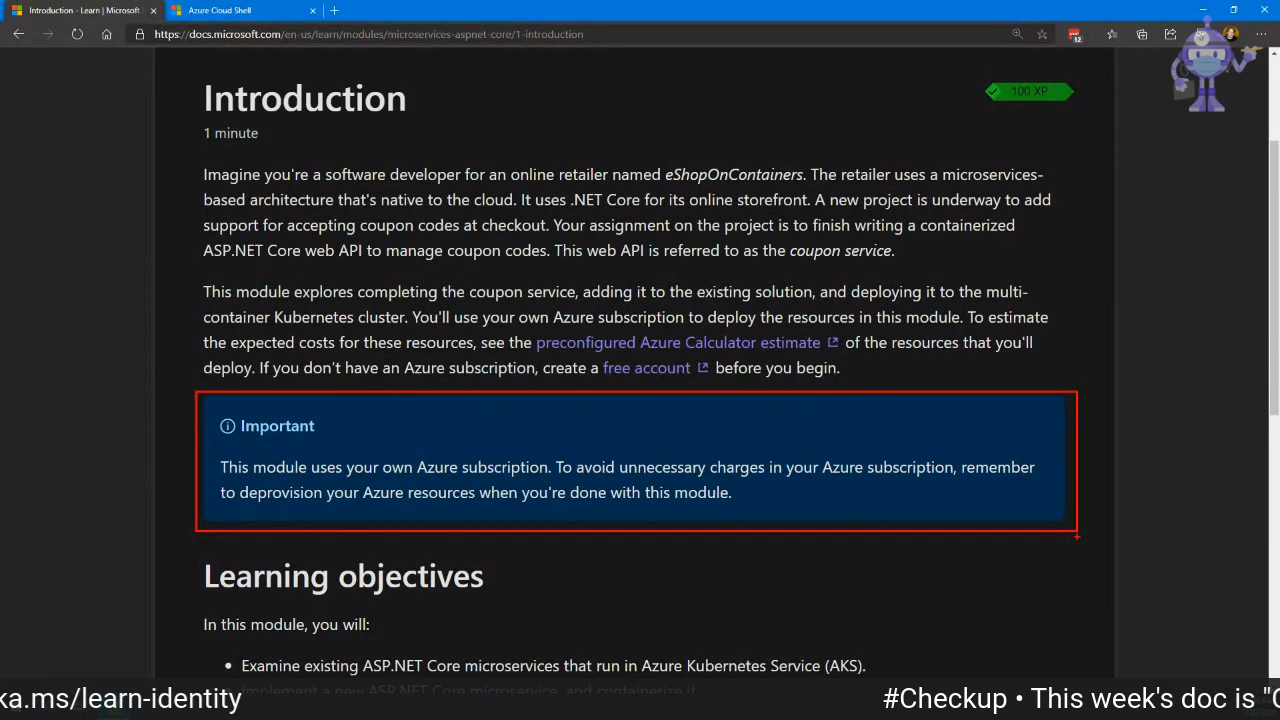 Introduction - Learn | Microsoft
Azure Cloud Shell
https://docs.microsoft.com/en-us/learn/modules/microservices-aspnet-core/1-introduction
12
Introduction
100 XP
1 minute
Imagine you're a software developer for an online retailer named eShopOnContainers. The retailer uses a microservices-
based architecture that's native to the cloud. It uses .NET Core for its online storefront. A new project is underway to add
support for accepting coupon codes at checkout. Your assignment on the project is to finish writing a containerized
ASP.NET Core web API to manage coupon codes. This web API is referred to as the coupon service.
This module explores completing the coupon service, adding it to the existing solution, and deploying it to the multi-
container Kubernetes cluster. You'll use your own Azure subscription to deploy the resources in this module. To estimate
the expected costs for these resources, see the preconfigured Azure Calculator estimate of the resources that you'll
deploy. If you don't have an Azure subscription, create a free account before you begin.
Important
This module uses your own Azure subscription. To avoid unnecessary charges in your Azure subscription, remember
to deprovision your Azure resources when you're done with this module.
Learning objectives
In this module, you will:
• Examine existing ASP.NET Core microservices that run in Azure Kubernetes Service (AKS).
• Implement a new ASP.NET Core microservice, and containerize it.
ka.ms/learn-identity
#Checkup • This week's doc is "